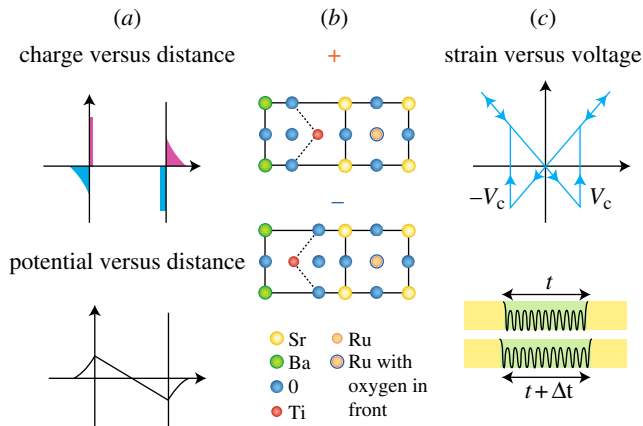 (a)
charge versus distance
potential versus distance
(b)
+
−
Sr
Ba
0
Ti
Ru
Ru with
oxygen in
front
(c)
strain versus voltage
−Vc
Vc
t
t + Δt